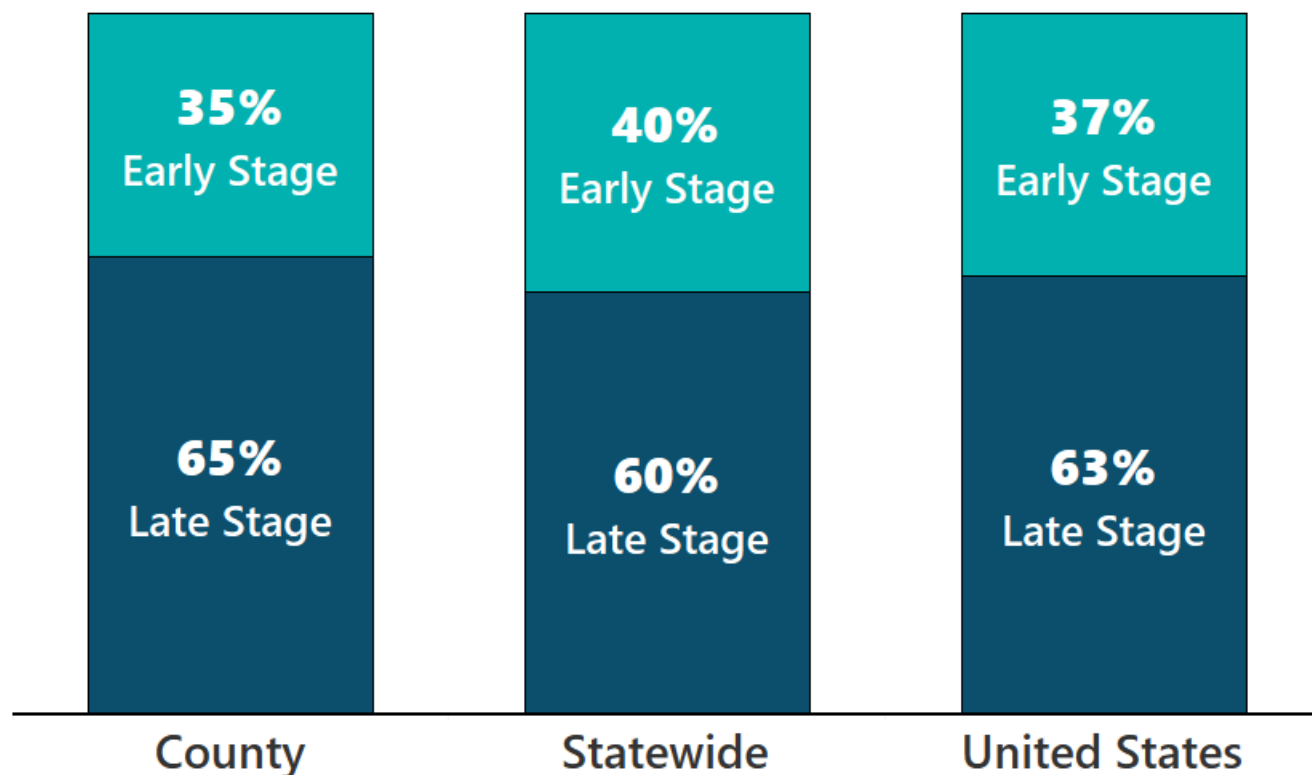 35%
Early Stage
40%
Early Stage
37%
Early Stage
65%
Late Stage
60%
Late Stage
63%
Late Stage
County
Statewide
United States